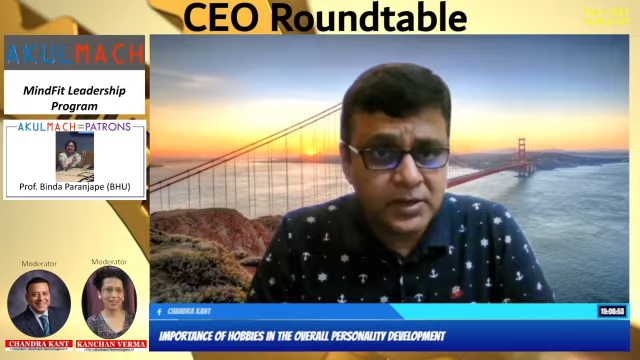 CEO Roundtable
AKULMACH
MindFit Leadership
Program
AKULMACH=PATRONS
Prof. Binda Paranjape (BHU)
Moderator
Moderator
CHANDRA KANT
KANCHAN VERMA
CHANDRA KANT
19:08:53
IMPORTANCE OF HOBBIES IN THE OVERALL PERSONALITY DEVELOPMENT